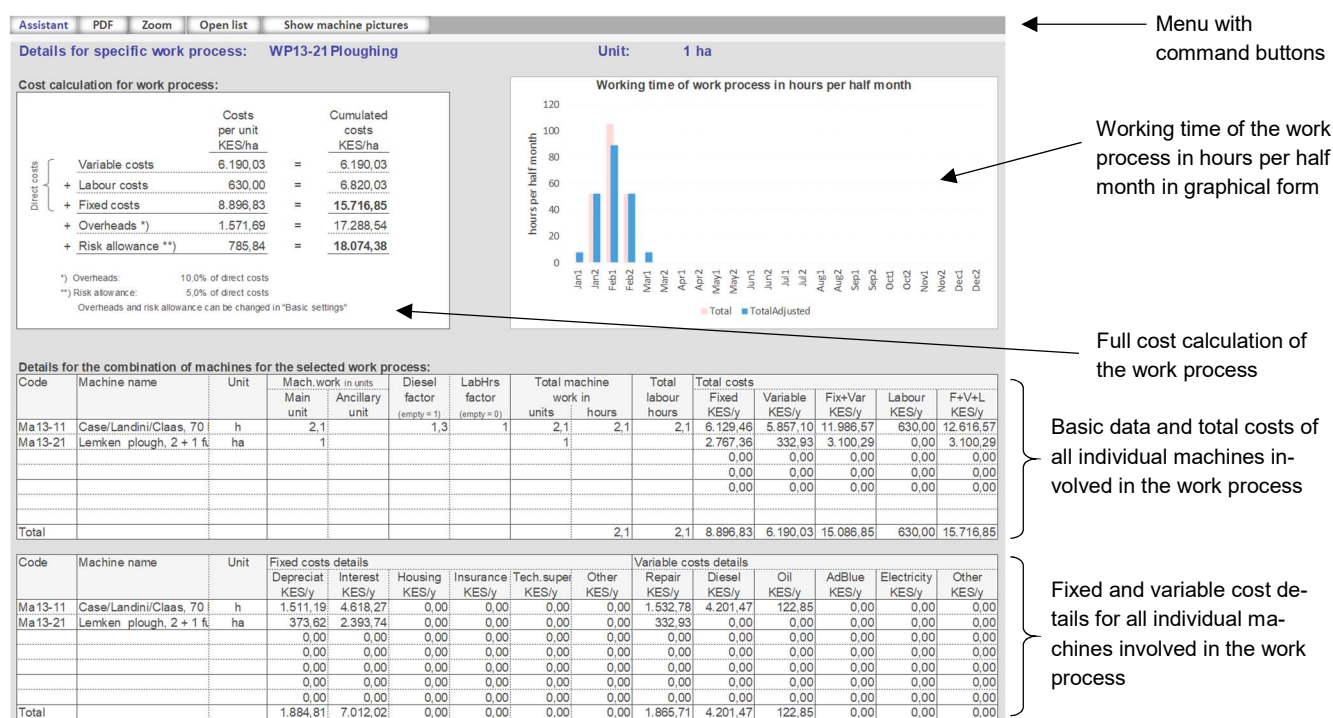 Assistant PDF Zoom Open list Show machine pictures
Menu with
command buttons
Details for specific work process: WP13-21 Ploughing Unit: 1 ha
Cost calculation for work process:
Costs Cumulated
per unit costs
KES/ha KES/ha
Direct costs
Variable costs 6.190,03 = 6.190,03
+ Labour costs 630,00 = 6.820,03
+ Fixed costs 8.896,83 = 15.716,85
+ Overheads *) 1.571,69 = 17.288,54
+ Risk allowance **) 785,84 = 18.074,38
*) Overheads: 10,0% of direct costs
**) Risk allowance: 5,0% of direct costs
Overheads and risk allowance can be changed in "Basic settings"
Working time of work process in hours per half month
hours per half month
120
100
80
60
40
20
0
Jan1 Jan2 Feb1 Feb2 Mar1 Mar2 Apr1 Apr2 May1 May2 Jun1 Jun2 Jul1 Jul2 Aug1 Aug2 Sep1 Sep2 Oct1 Oct2 Nov1 Nov2 Dec1 Dec2
Total TotalAdjusted
Working time of the work
process in hours per half
month in graphical form
Full cost calculation of
the work process
Details for the combination of machines for the selected work process:
Code Machine name Unit Mach.work in units Diesel LabHrs Total machine Total Total costs
Main Ancillary factor factor work in labour Fixed Variable Fix+Var Labour F+V+L
unit unit (empty = 1) (empty = 0) units hours hours KES/y KES/y KES/y KES/y KES/y
Ma13-11 Case/Landini/Claas, 70 h 2,1 1,3 1 2,1 2,1 2,1 6.129,46 5.857,10 11.986,57 630,00 12.616,57
Ma13-21 Lemken plough, 2 + 1 fu ha 1 1 2.767,36 332,93 3.100,29 0,00 3.100,29
0,00 0,00 0,00 0,00 0,00
0,00 0,00 0,00 0,00 0,00
0,00 0,00 0,00 0,00 0,00
Total 2,1 2,1 8.896,83 6.190,03 15.086,85 630,00 15.716,85
Basic data and total costs of
all individual machines in-
volved in the work process
Code Machine name Unit Fixed costs details Variable costs details
Depreciat Interest Housing Insurance Tech.super Other Repair Diesel Oil AdBlue Electricity Other
KES/y KES/y KES/y KES/y KES/y KES/y KES/y KES/y KES/y KES/y KES/y KES/y
Ma13-11 Case/Landini/Claas, 70 h 1.511,19 4.618,27 0,00 0,00 0,00 0,00 1.532,78 4.201,47 122,85 0,00 0,00 0,00
Ma13-21 Lemken plough, 2 + 1 fu ha 373,62 2.393,74 0,00 0,00 0,00 0,00 332,93 0,00 0,00 0,00 0,00 0,00
0,00 0,00 0,00 0,00 0,00 0,00 0,00 0,00 0,00 0,00 0,00 0,00
0,00 0,00 0,00 0,00 0,00 0,00 0,00 0,00 0,00 0,00 0,00 0,00
0,00 0,00 0,00 0,00 0,00 0,00 0,00 0,00 0,00 0,00 0,00 0,00
0,00 0,00 0,00 0,00 0,00 0,00 0,00 0,00 0,00 0,00 0,00 0,00
0,00 0,00 0,00 0,00 0,00 0,00 0,00 0,00 0,00 0,00 0,00 0,00
Total 1.884,81 7.012,02 0,00 0,00 0,00 0,00 1.865,71 4.201,47 122,85 0,00 0,00 0,00
Fixed and variable cost de-
tails for all individual ma-
chines involved in the work
process